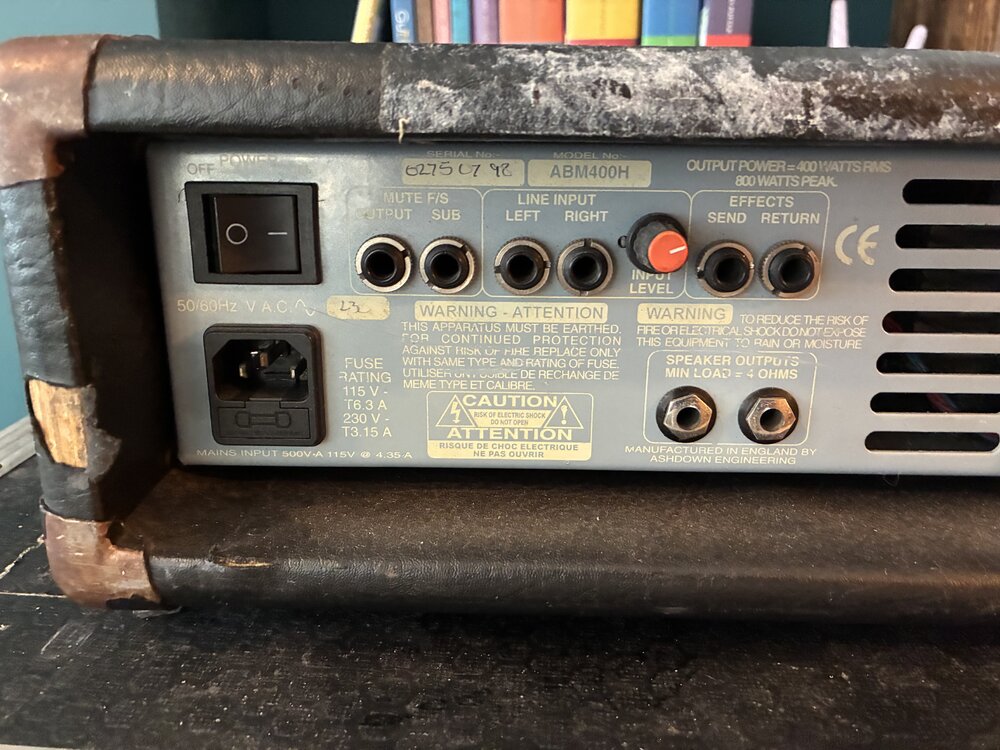 SERIAL No:-
MODEL No:-
OFF POWER
6275 07 98
ABM400H
OUTPUT POWER = 400 WATTS RMS
800 WATTS PEAK.
MUTE F/S
OUTPUT SUB
LINE INPUT
LEFT RIGHT
INPUT
LEVEL
EFFECTS
SEND RETURN
CE
50/60Hz V A.C.
FUSE
RATING
115 V -
T6.3 A
230 V -
T3.15 A
WARNING - ATTENTION
THIS APPARATUS MUST BE EARTHED.
FOR CONTINUED PROTECTION
AGAINST RISK OF FIRE REPLACE ONLY
WITH SAME TYPE AND RATING OF FUSE.
UTILISER UN FUSIBLE DE RECHANGE DE
MEME TYPE ET CALIBRE.
CAUTION
RISK OF ELECTRIC SHOCK
DO NOT OPEN
ATTENTION
RISQUE DE CHOC ELECTRIQUE
NE PAS OUVRIR
WARNING TO REDUCE THE RISK OF
FIRE OR ELECTRICAL SHOCK DO NOT EXPOSE
THIS EQUIPMENT TO RAIN OR MOISTURE
SPEAKER OUTPUTS
MIN LOAD = 4 OHMS
MAINS INPUT 500V-A 115V @ 4.35-A
MANUFACTURED IN ENGLAND BY
ASHDOWN ENGINEERING